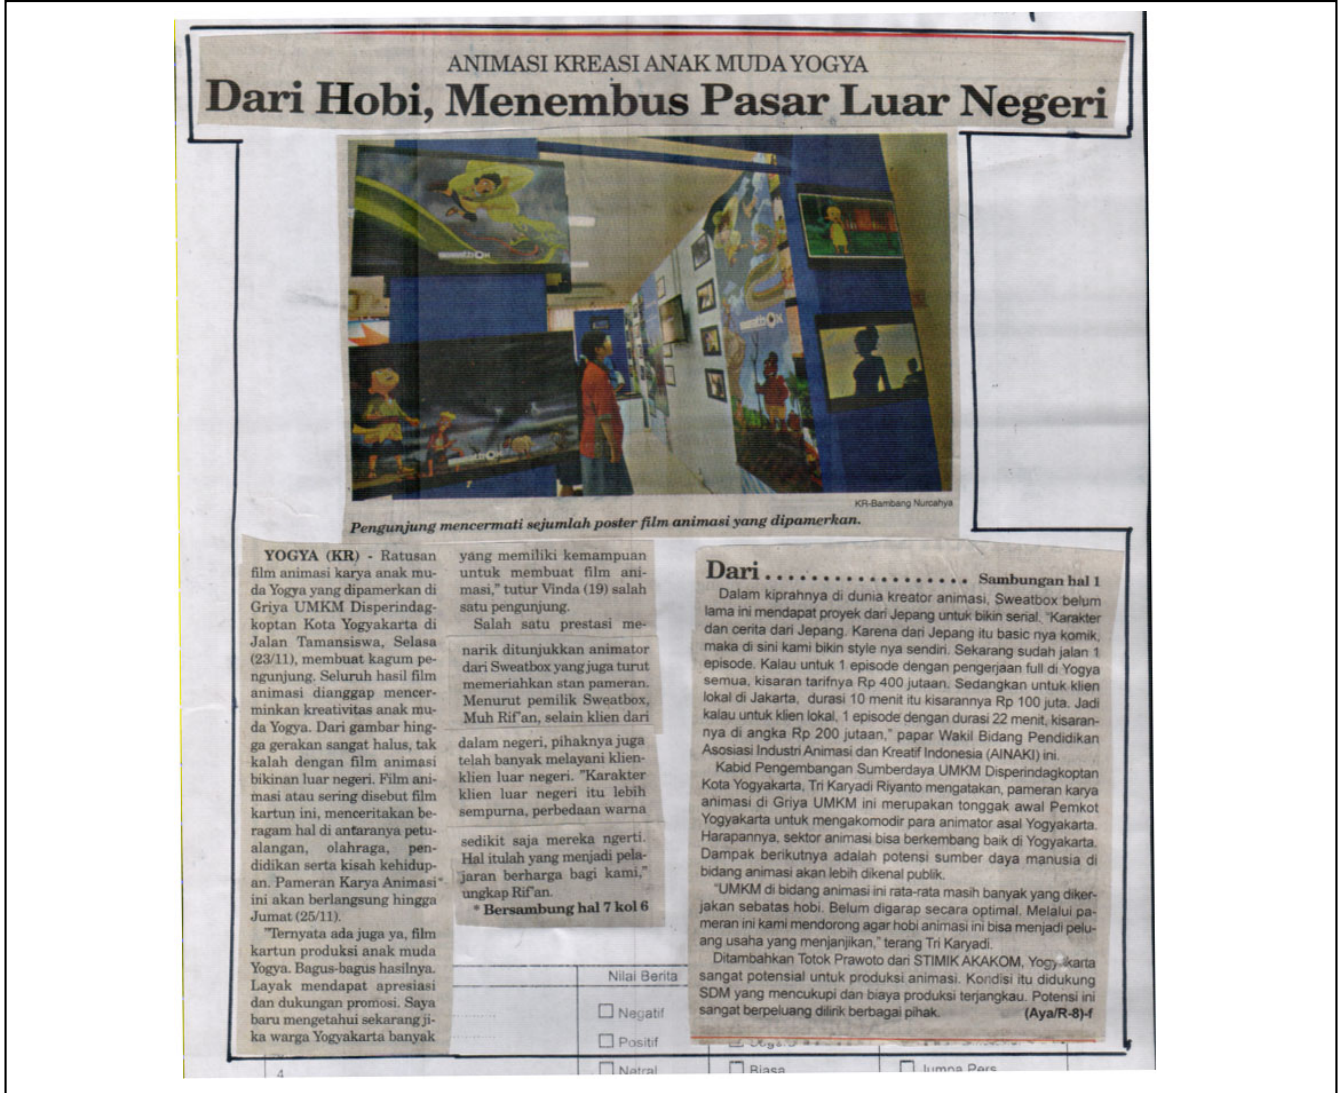 ANIMASI KREASI ANAK MUDA YOGYA
Dari Hobi, Menembus Pasar Luar Negeri
sweatbox
sweatbox
sweatbox
KR-Bambang Nurcahya
Pengunjung mencermati sejumlah poster film animasi yang dipamerkan.
YOGYA (KR) - Ratusan
film animasi karya anak mu-
da Yogya yang dipamerkan di
Griya UMKM Disperindag-
koptan Kota Yogyakarta di
Jalan Tamansiswa, Selasa
(23/11), membuat kagum pe-
ngunjung. Seluruh hasil film
animasi dianggap mencer-
minkan kreativitas anak mu-
da Yogya. Dari gambar hing-
ga gerakan sangat halus, tak
kalah dengan film animasi
bikinan luar negeri. Film ani-
masi atau sering disebut film
kartun ini, menceritakan be-
ragam hal di antaranya petu-
alangan, olahraga, pen-
didikan serta kisah kehidup-
an. Pameran Karya Animasi
ini akan berlangsung hingga
Jumat (25/11).
"Ternyata ada juga ya, film
kartun produksi anak muda
Yogya. Bagus-bagus hasilnya.
Layak mendapat apresiasi
dan dukungan promosi. Saya
baru mengetahui sekarang ji-
ka warga Yogyakarta banyak
yang memiliki kemampuan
untuk membuat film ani-
masi," tutur Vinda (19) salah
satu pengunjung.
Salah satu prestasi me-
narik ditunjukkan animator
dari Sweatbox yang juga turut
memeriahkan stan pameran.
Menurut pemilik Sweatbox,
Muh Rif'an, selain klien dari
dalam negeri, pihaknya juga
telah banyak melayani klien-
klien luar negeri. "Karakter
klien luar negeri itu lebih
sempurna, perbedaan warna
sedikit saja mereka ngerti.
Hal itulah yang menjadi pela-
jaran berharga bagi kami,"
ungkap Rif'an.
* Bersambung hal 7 kol 6
Dari .................. Sambungan hal 1
Dalam kiprahnya di dunia kreator animasi, Sweatbox belum
lama ini mendapat proyek dari Jepang untuk bikin serial. "Karakter
dan cerita dari Jepang. Karena dari Jepang itu basic nya komik,
maka di sini kami bikin style nya sendiri. Sekarang sudah jalan 1
episode. Kalau untuk 1 episode dengan pengerjaan full di Yogya
semua, kisaran tarifnya Rp 400 jutaan. Sedangkan untuk klien
lokal di Jakarta, durasi 10 menit itu kisarannya Rp 100 juta. Jadi
kalau untuk klien lokal, 1 episode dengan durasi 22 menit, kisaran-
nya di angka Rp 200 jutaan," papar Wakil Bidang Pendidikan
Asosiasi Industri Animasi dan Kreatif Indonesia (AINAKI) ini.
Kabid Pengembangan Sumberdaya UMKM Disperindagkoptan
Kota Yogyakarta, Tri Karyadi Riyanto mengatakan, pameran karya
animasi di Griya UMKM ini merupakan tonggak awal Pemkot
Yogyakarta untuk mengakomodir para animator asal Yogyakarta.
Harapannya, sektor animasi bisa berkembang baik di Yogyakarta.
Dampak berikutnya adalah potensi sumber daya manusia di
bidang animasi akan lebih dikenal publik.
"UMKM di bidang animasi ini rata-rata masih banyak yang diker-
jakan sebatas hobi. Belum digarap secara optimal. Melalui pa-
meran ini kami mendorong agar hobi animasi ini bisa menjadi pelu-
ang usaha yang menjanjikan," terang Tri Karyadi.
Ditambahkan Totok Prawoto dari STIMIK AKAKOM, Yogyakarta
sangat potensial untuk produksi animasi. Kondisi itu didukung
SDM yang mencukupi dan biaya produksi terjangkau. Potensi ini
sangat berpeluang dilirik berbagai pihak. (Aya/R-8)-f
Nilai Berita
Negatif
Positif
4
Netral
Biasa
Jumpa Pers